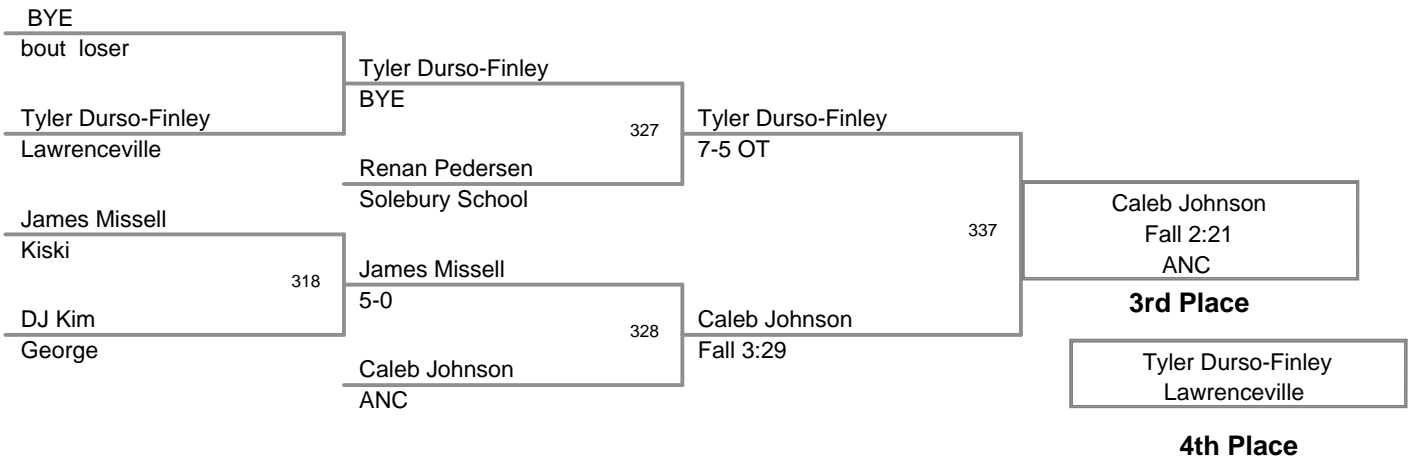 BYE
bout loser
Tyler Durso-Finley
BYE
Tyler Durso-Finley
Lawrenceville
327
Tyler Durso-Finley
7-5 OT
Renan Pedersen
Solebury School
James Missell
Kiski
318
James Missell
5-0
DJ Kim
George
328
Caleb Johnson
Fall 3:29
Caleb Johnson
ANC
337
Caleb Johnson
Fall 2:21
ANC
3rd Place
Tyler Durso-Finley
Lawrenceville
4th Place